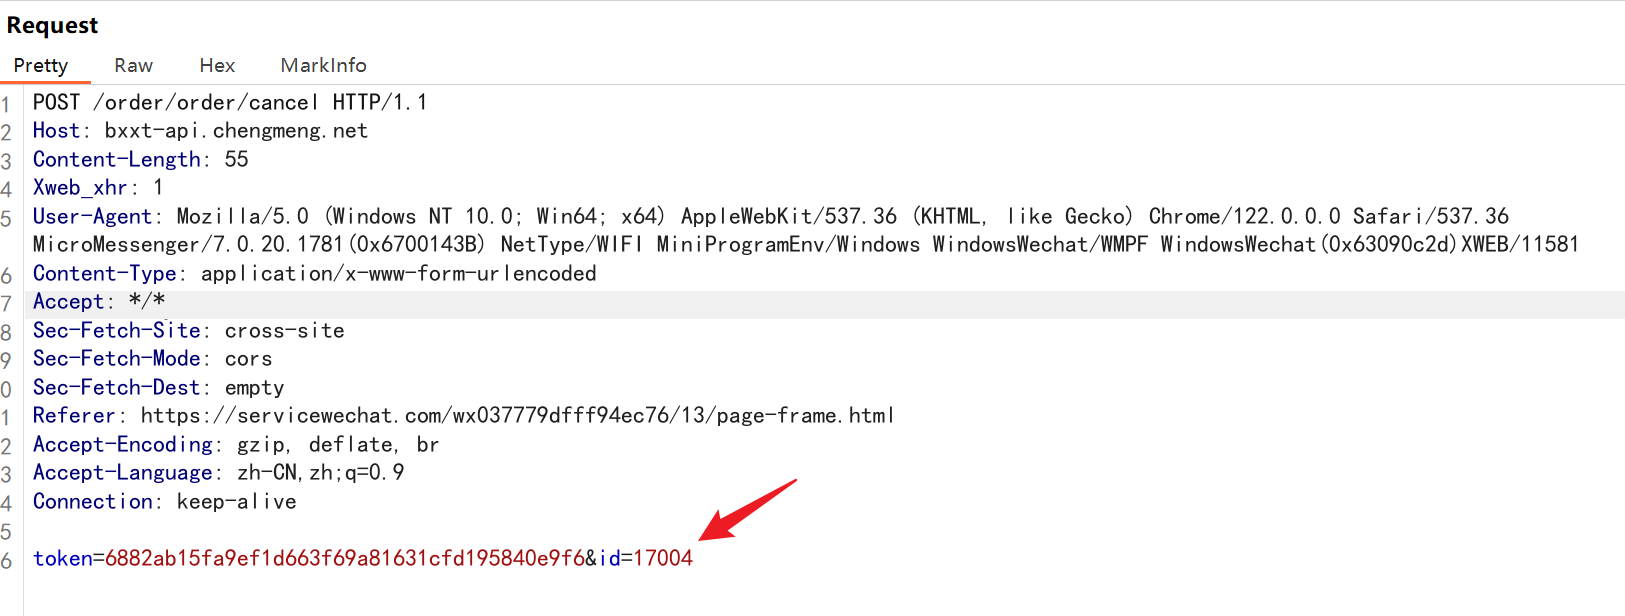 Request
Pretty Raw Hex MarkInfo
1 POST /order/order/cancel HTTP/1.1
2 Host: bxxt-api.chengmeng.net
3 Content-Length: 55
4 Xweb_xhr: 1
5 User-Agent: Mozilla/5.0 (Windows NT 10.0; Win64; x64) AppleWebKit/537.36 (KHTML, like Gecko) Chrome/122.0.0.0 Safari/537.36
MicroMessenger/7.0.20.1781(0x6700143B) NetType/WIFI MiniProgramEnv/Windows WindowsWechat/WMPF WindowsWechat(0x63090c2d)XWEB/11581
6 Content-Type: application/x-www-form-urlencoded
7 Accept: */*
8 Sec-Fetch-Site: cross-site
9 Sec-Fetch-Mode: cors
0 Sec-Fetch-Dest: empty
1 Referer: https://servicewechat.com/wx037779dfff94ec76/13/page-frame.html
2 Accept-Encoding: gzip, deflate, br
3 Accept-Language: zh-CN,zh;q=0.9
4 Connection: keep-alive
5
6 token=6882ab15fa9ef1d663f69a81631cfd195840e9f6&id=17004